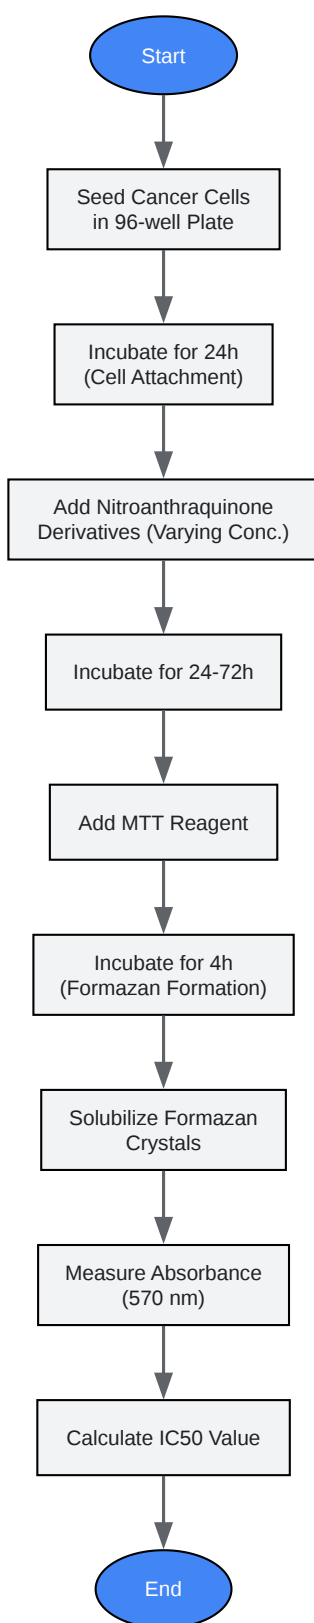 Start
Seed Cancer Cells
in 96-well Plate
Incubate for 24h
(Cell Attachment)
Add Nitroanthraquinone
Derivatives (Varying Conc.)
Incubate for 24-72h
Add MTT Reagent
Incubate for 4h
(Formazan Formation)
Solubilize Formazan
Crystals
Measure Absorbance
(570 nm)
Calculate IC50 Value
End